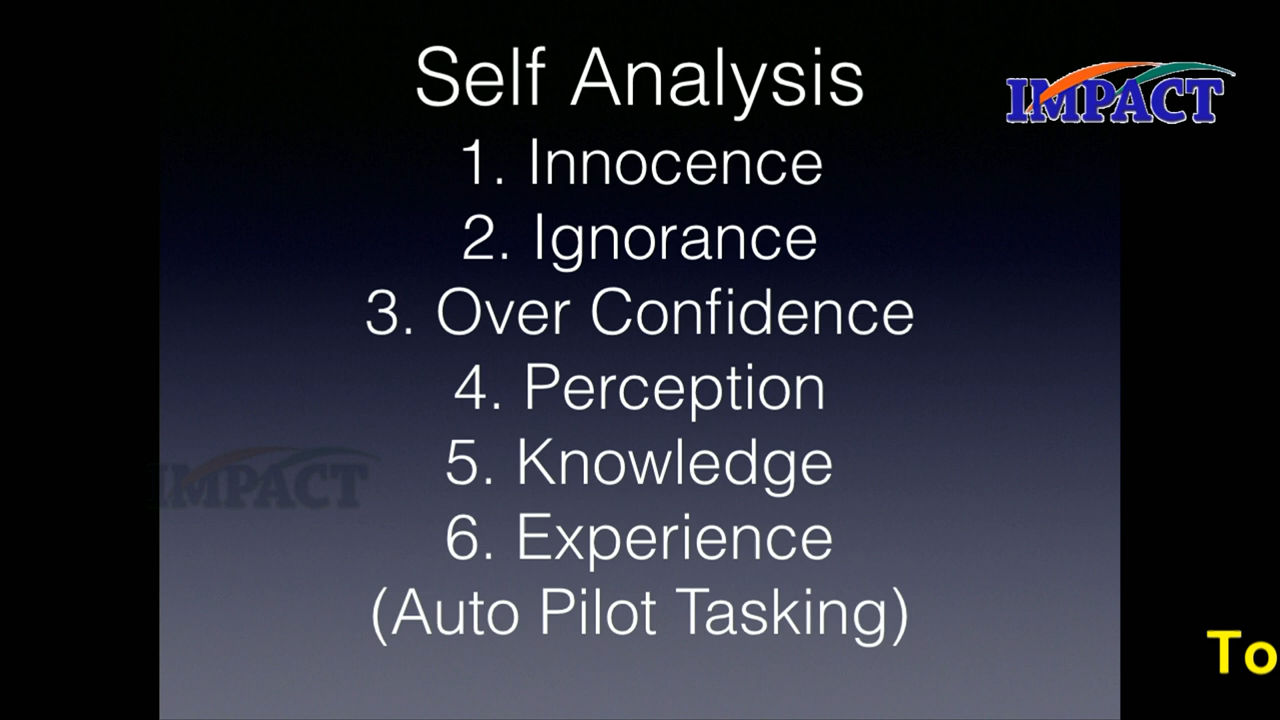 Self Analysis
IMPACT
1. Innocence
2. Ignorance
3. Over Confidence
4. Perception
5. Knowledge
IMPACT
6. Experience
(Auto Pilot Tasking)
To